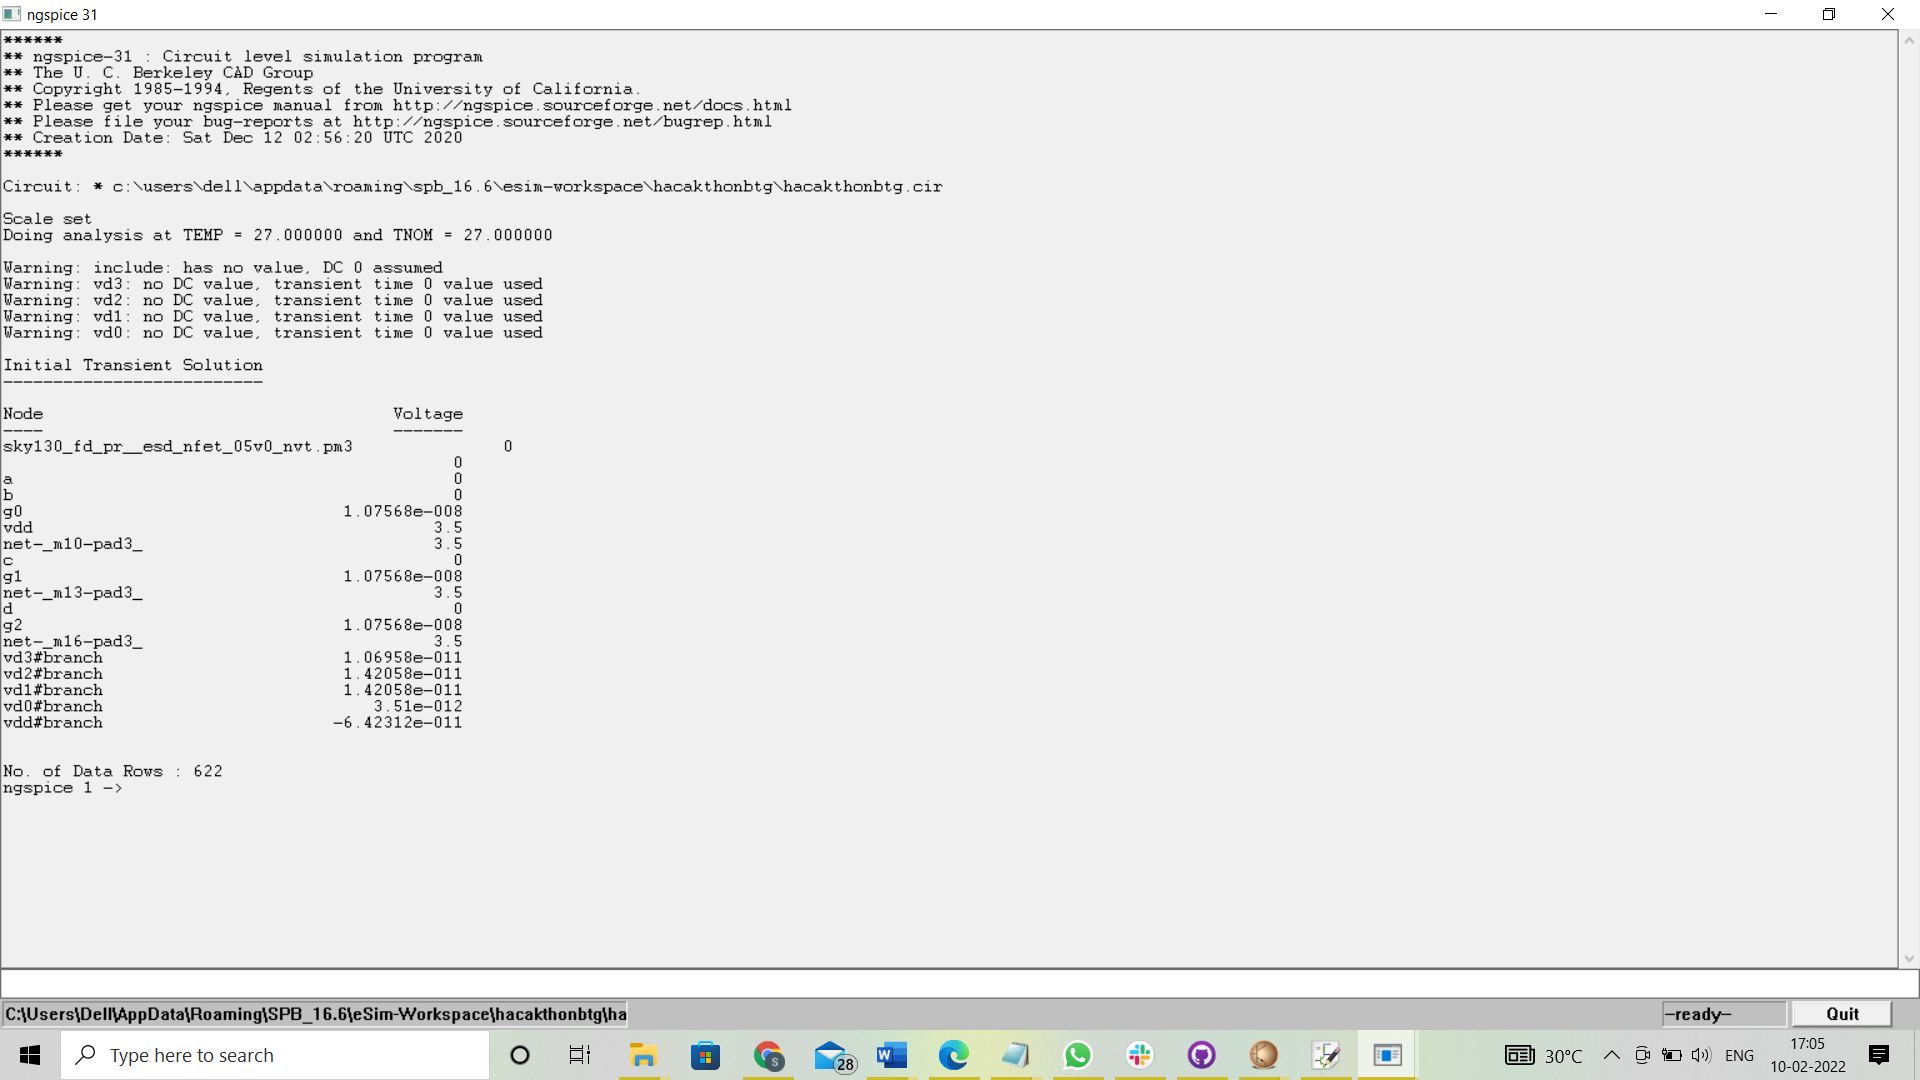 ngspice 31
******
** ngspice-31 : Circuit level simulation program
** The U. C. Berkeley CAD Group
** Copyright 1985-1994, Regents of the University of California.
** Please get your ngspice manual from http://ngspice.sourceforge.net/docs.html
** Please file your bug-reports at http://ngspice.sourceforge.net/bugrep.html
** Creation Date: Sat Dec 12 02:56:20 UTC 2020
******
Circuit: * c:\users\dell\appdata\roaming\spb_16.6\esim-workspace\hacakthonbtg\hacakthonbtg.cir
Scale set
Doing analysis at TEMP = 27.000000 and TNOM = 27.000000
Warning: include: has no value, DC 0 assumed
Warning: vd3: no DC value, transient time 0 value used
Warning: vd2: no DC value, transient time 0 value used
Warning: vd1: no DC value, transient time 0 value used
Warning: vd0: no DC value, transient time 0 value used
Initial Transient Solution
--------------------------
Node Voltage
---- -------
sky130_fd_pr__esd_nfet_05v0_nvt.pm3 0
0
a 0
b 0
g0 1.07568e-008
vdd 3.5
net-_m10-pad3_ 3.5
c 0
g1 1.07568e-008
net-_m13-pad3_ 3.5
d 0
g2 1.07568e-008
net-_m16-pad3_ 3.5
vd3#branch 1.06958e-011
vd2#branch 1.42058e-011
vd1#branch 1.42058e-011
vd0#branch 3.51e-012
vdd#branch -6.42312e-011
No. of Data Rows : 622
ngspice 1 ->
C:\Users\Dell\AppData\Roaming\SPB_16.6\eSim-Workspace\hacakthonbtg\ha
--ready--
Quit
Type here to search
S
28
W
30°C
ENG
17:05
10-02-2022